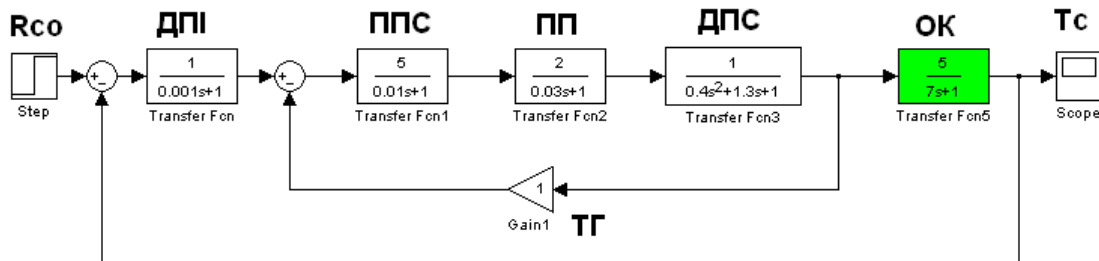 Rco
ДПІ
ППС
ПП
ДПС
ОК
Тс
Step
+
−
1
0.001s+1
Transfer Fcn
+
−
5
0.01s+1
Transfer Fcn1
2
0.03s+1
Transfer Fcn2
1
0.4s²+1.3s+1
Transfer Fcn3
5
7s+1
Transfer Fcn5
Scope
1
Gain1
ТГ